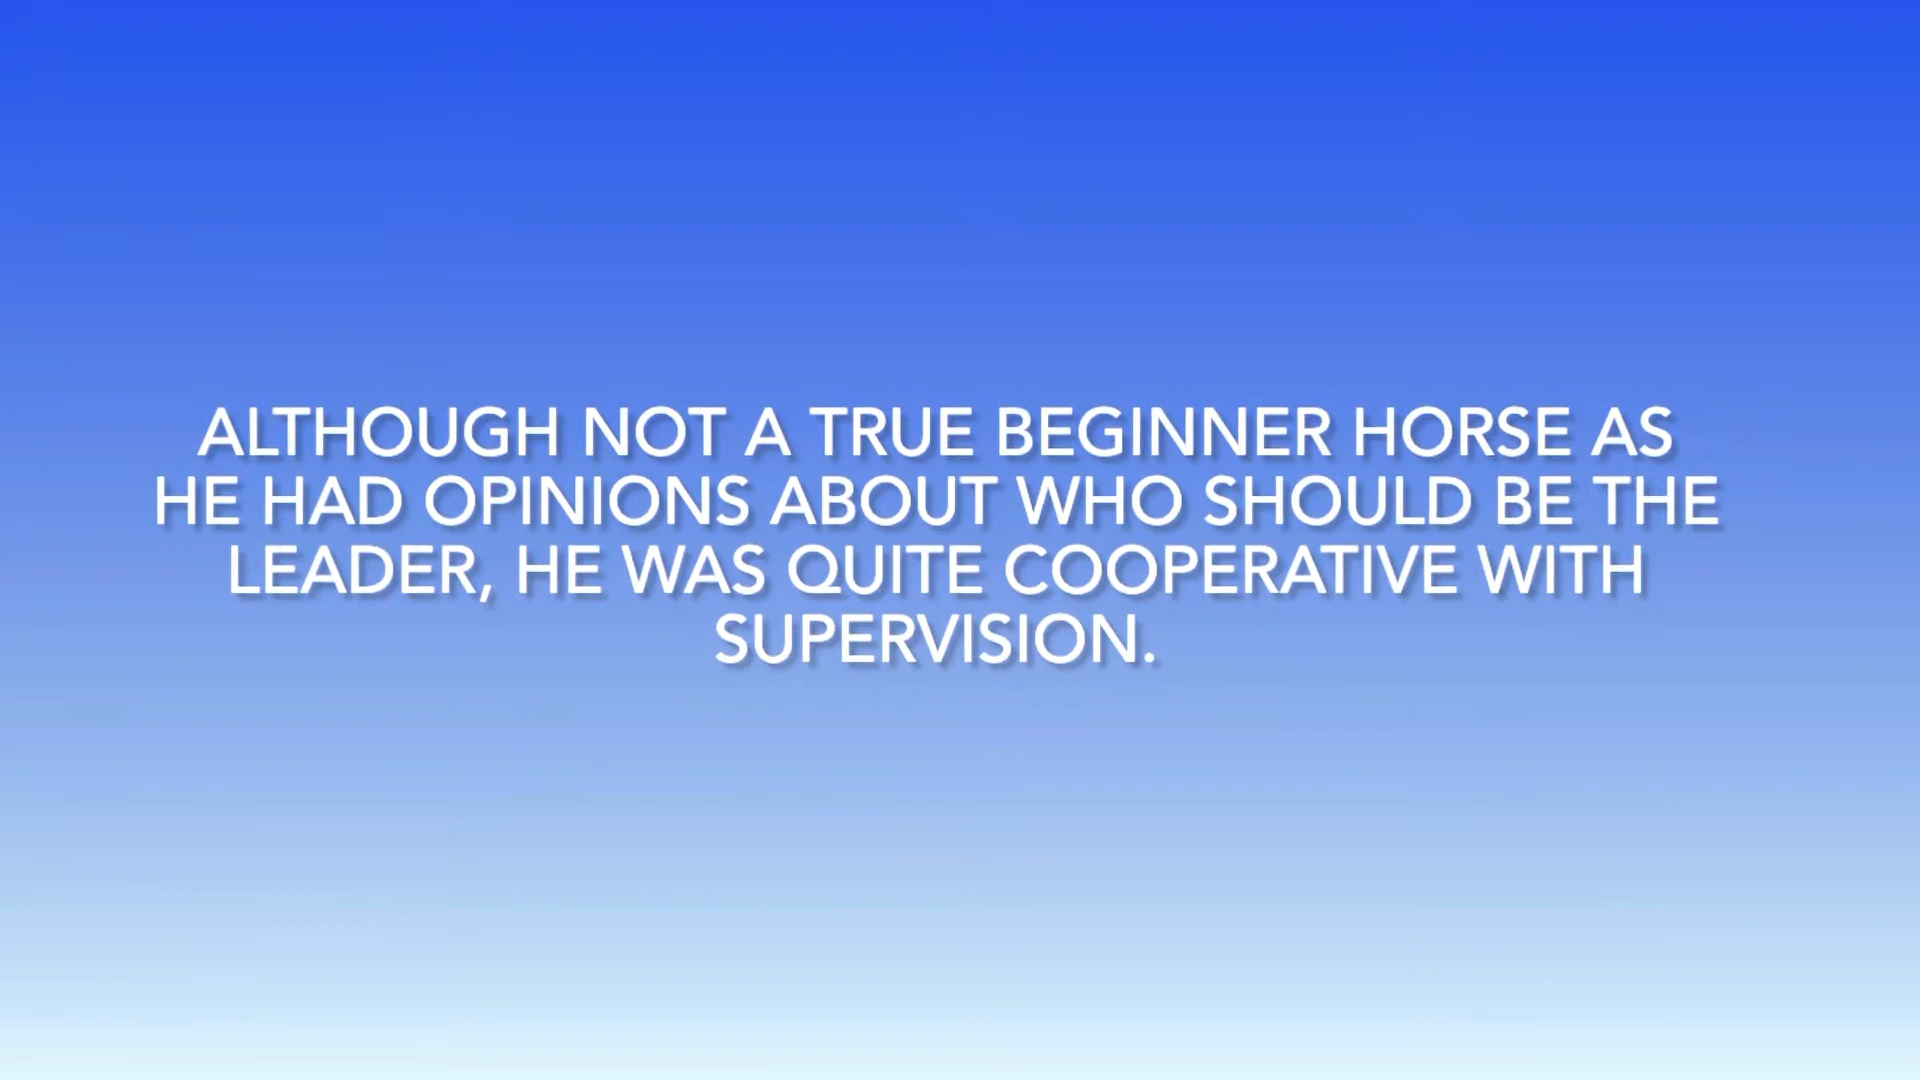 ALTHOUGH NOT A TRUE BEGINNER HORSE AS
HE HAD OPINIONS ABOUT WHO SHOULD BE THE
LEADER, HE WAS QUITE COOPERATIVE WITH
SUPERVISION.